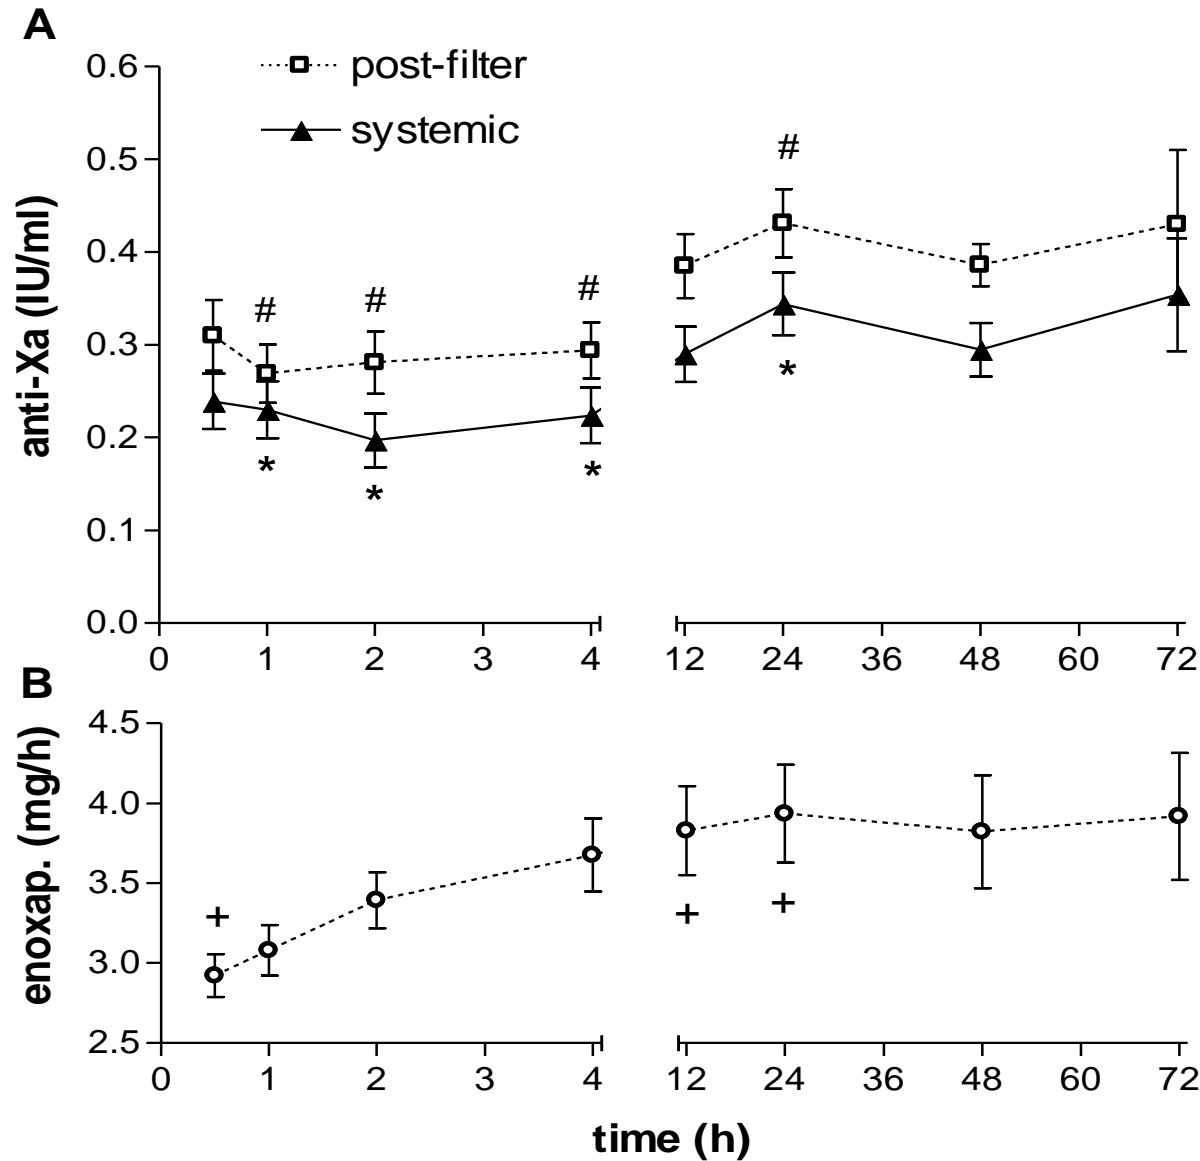 A
post-filter
systemic
anti-Xa (IU/ml)
0.6
0.5
0.4
0.3
0.2
0.1
0.0
# # # #
* * * *
0 1 2 3 4 12 24 36 48 60 72
B
enoxap. (mg/h)
4.5
4.0
3.5
3.0
2.5
+ + +
0 1 2 3 4 12 24 36 48 60 72
time (h)